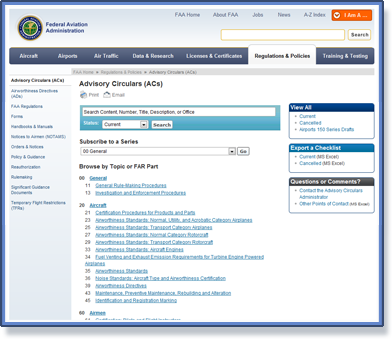 FAA Home About FAA Jobs News A-Z Index I Am A ...
Federal Aviation
Administration
Search
Aircraft Airports Air Traffic Data & Research Licenses & Certificates Regulations & Policies Training & Testing
FAA Home Regulations & Policies Advisory Circulars (ACs)
Advisory Circulars (ACs)
Airworthiness Directives
(ADs)
FAA Regulations
Forms
Handbooks & Manuals
Notices to Airmen (NOTAMS)
Orders & Notices
Policy & Guidance
Reauthorization
Rulemaking
Significant Guidance
Documents
Temporary Flight Restrictions
(TFRs)
Advisory Circulars (ACs)
Print Email
Search Content, Number, Title, Description, or Office
Status: Current Search
Subscribe to a Series
00 General Go
Browse by Topic or FAR Part
00 General
11 General Rule-Making Procedures
13 Investigation and Enforcement Procedures
20 Aircraft
21 Certification Procedures for Products and Parts
23 Airworthiness Standards: Normal, Utility, and Acrobatic Category Airplanes
25 Airworthiness Standards: Transport Category Airplanes
27 Airworthiness Standards: Normal Category Rotorcraft
29 Airworthiness Standards: Transport Category Rotorcraft
33 Airworthiness Standards: Aircraft Engines
34 Fuel Venting and Exhaust Emission Requirements for Turbine Engine Powered
Airplanes
35 Airworthiness Standards
36 Noise Standards: Aircraft Type and Airworthiness Certification
39 Airworthiness Directives
43 Maintenance, Preventive Maintenance, Rebuilding and Alteration
45 Identification and Registration Marking
60 Airmen
View All
Current
Cancelled
Airports 150 Series Drafts
Export a Checklist
Current (MS Excel)
Cancelled (MS Excel)
Questions or Comments?
Contact the Advisory Circulars
Administrator
Other Points of Contact (MS Excel)